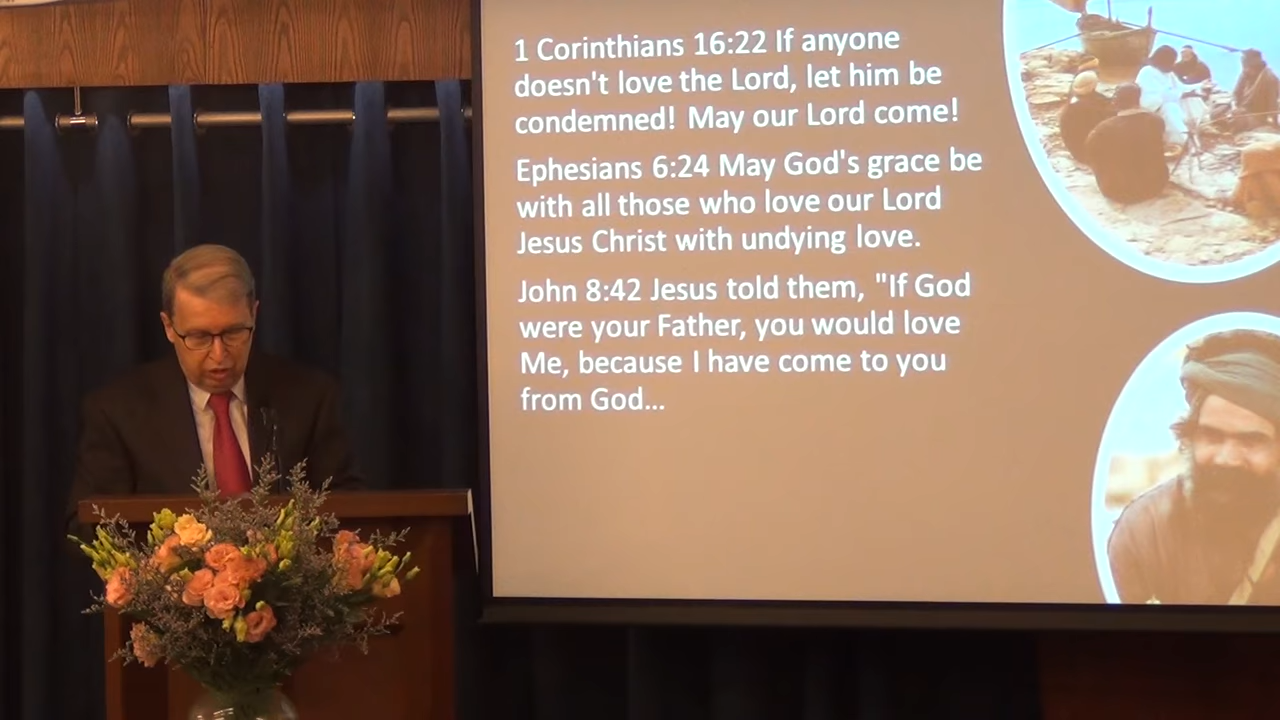 1 Corinthians 16:22 If anyone
doesn't love the Lord, let him be
condemned! May our Lord come!
Ephesians 6:24 May God's grace be
with all those who love our Lord
Jesus Christ with undying love.
John 8:42 Jesus told them, "If God
were your Father, you would love
Me, because I have come to you
from God...